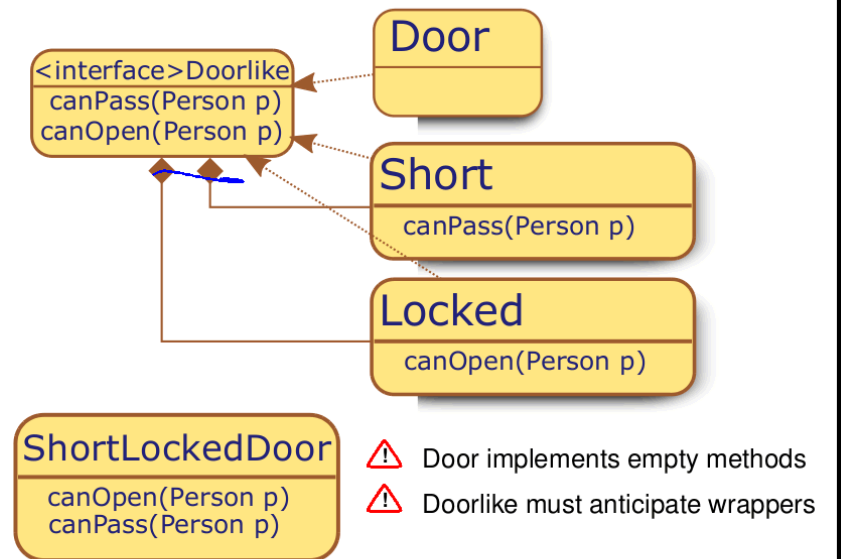 Door
<interface>Doorlike
canPass(Person p)
canOpen(Person p)
Short
canPass(Person p)
Locked
canOpen(Person p)
ShortLockedDoor
canOpen(Person p)
canPass(Person p)
! Door implements empty methods
! Doorlike must anticipate wrappers